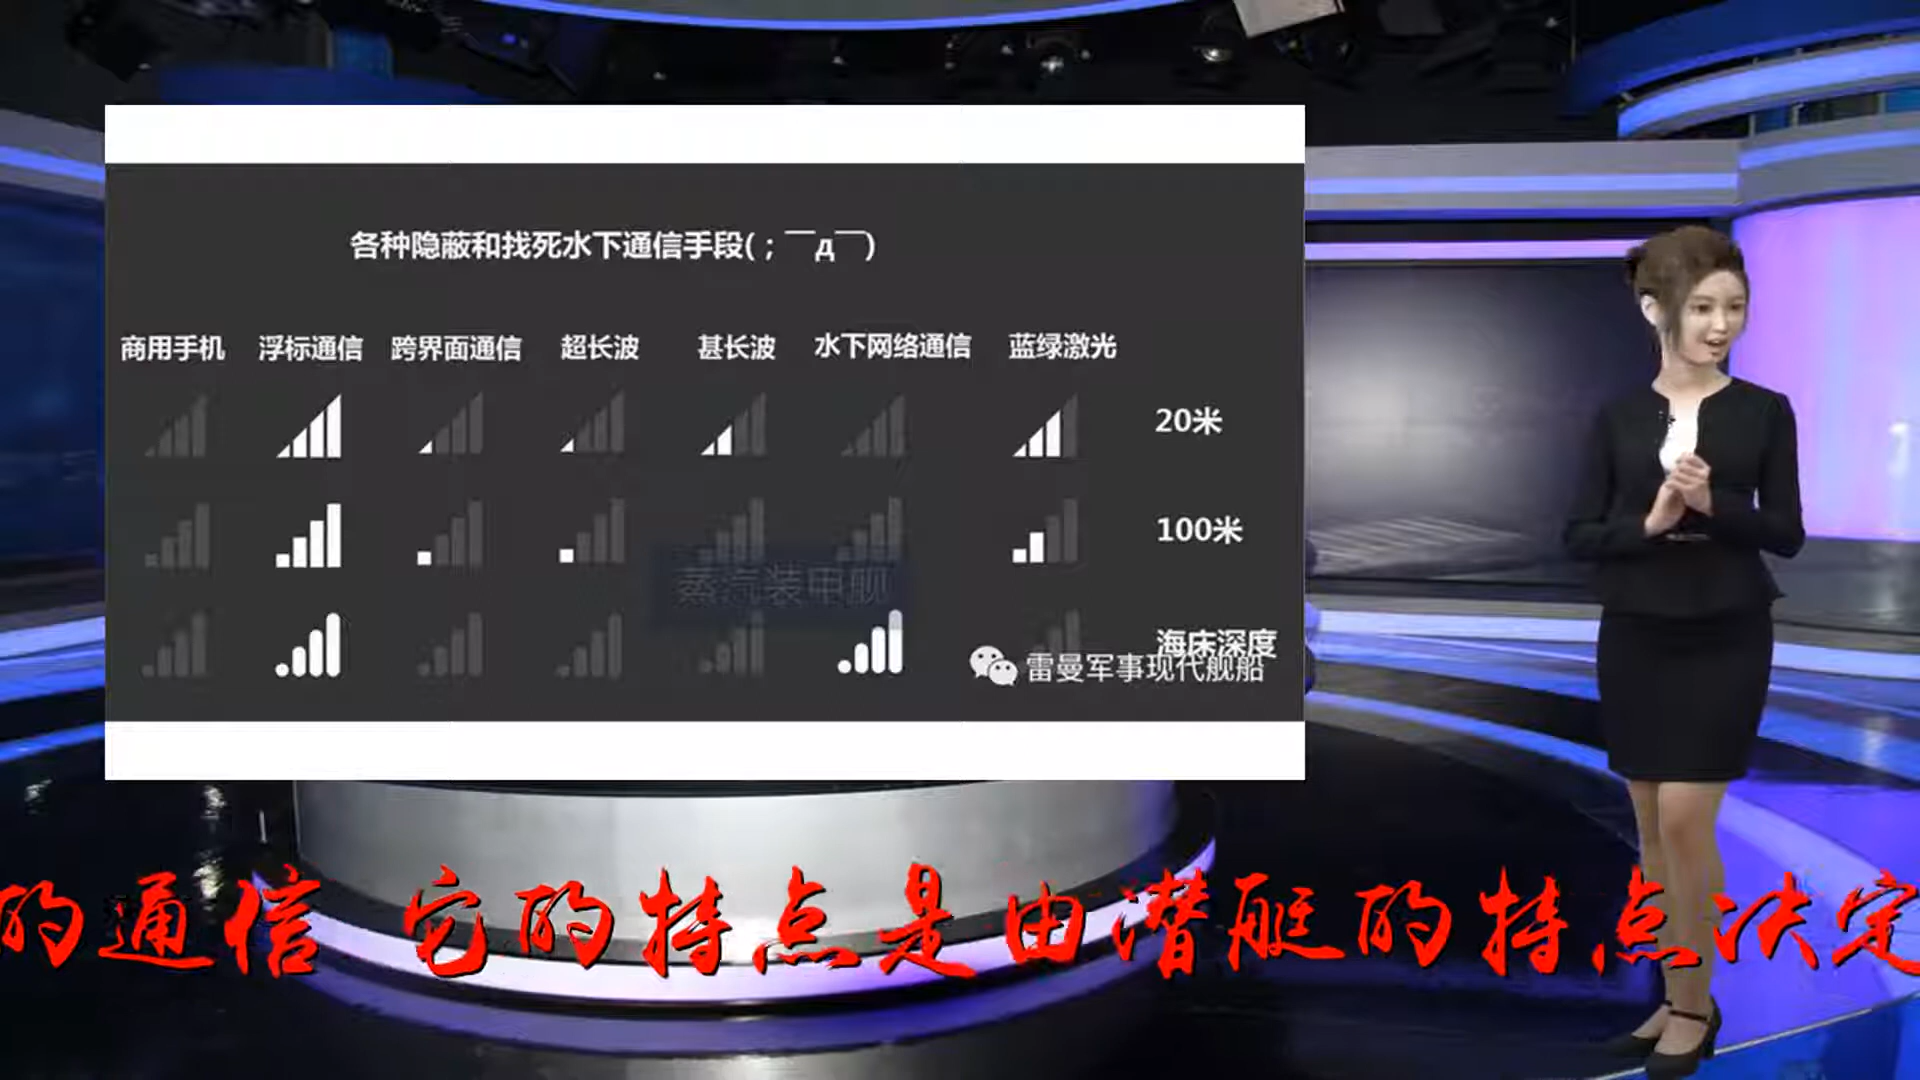 各种隐蔽和找死水下通信手段(；￣д￣)
商用手机 浮标通信 跨界面通信 超长波 甚长波 水下网络通信 蓝绿激光
20米
100米
蒸汽装甲舰
海床深度
雷曼军事现代舰船
的通信 它的特点是由潜艇的特点决定